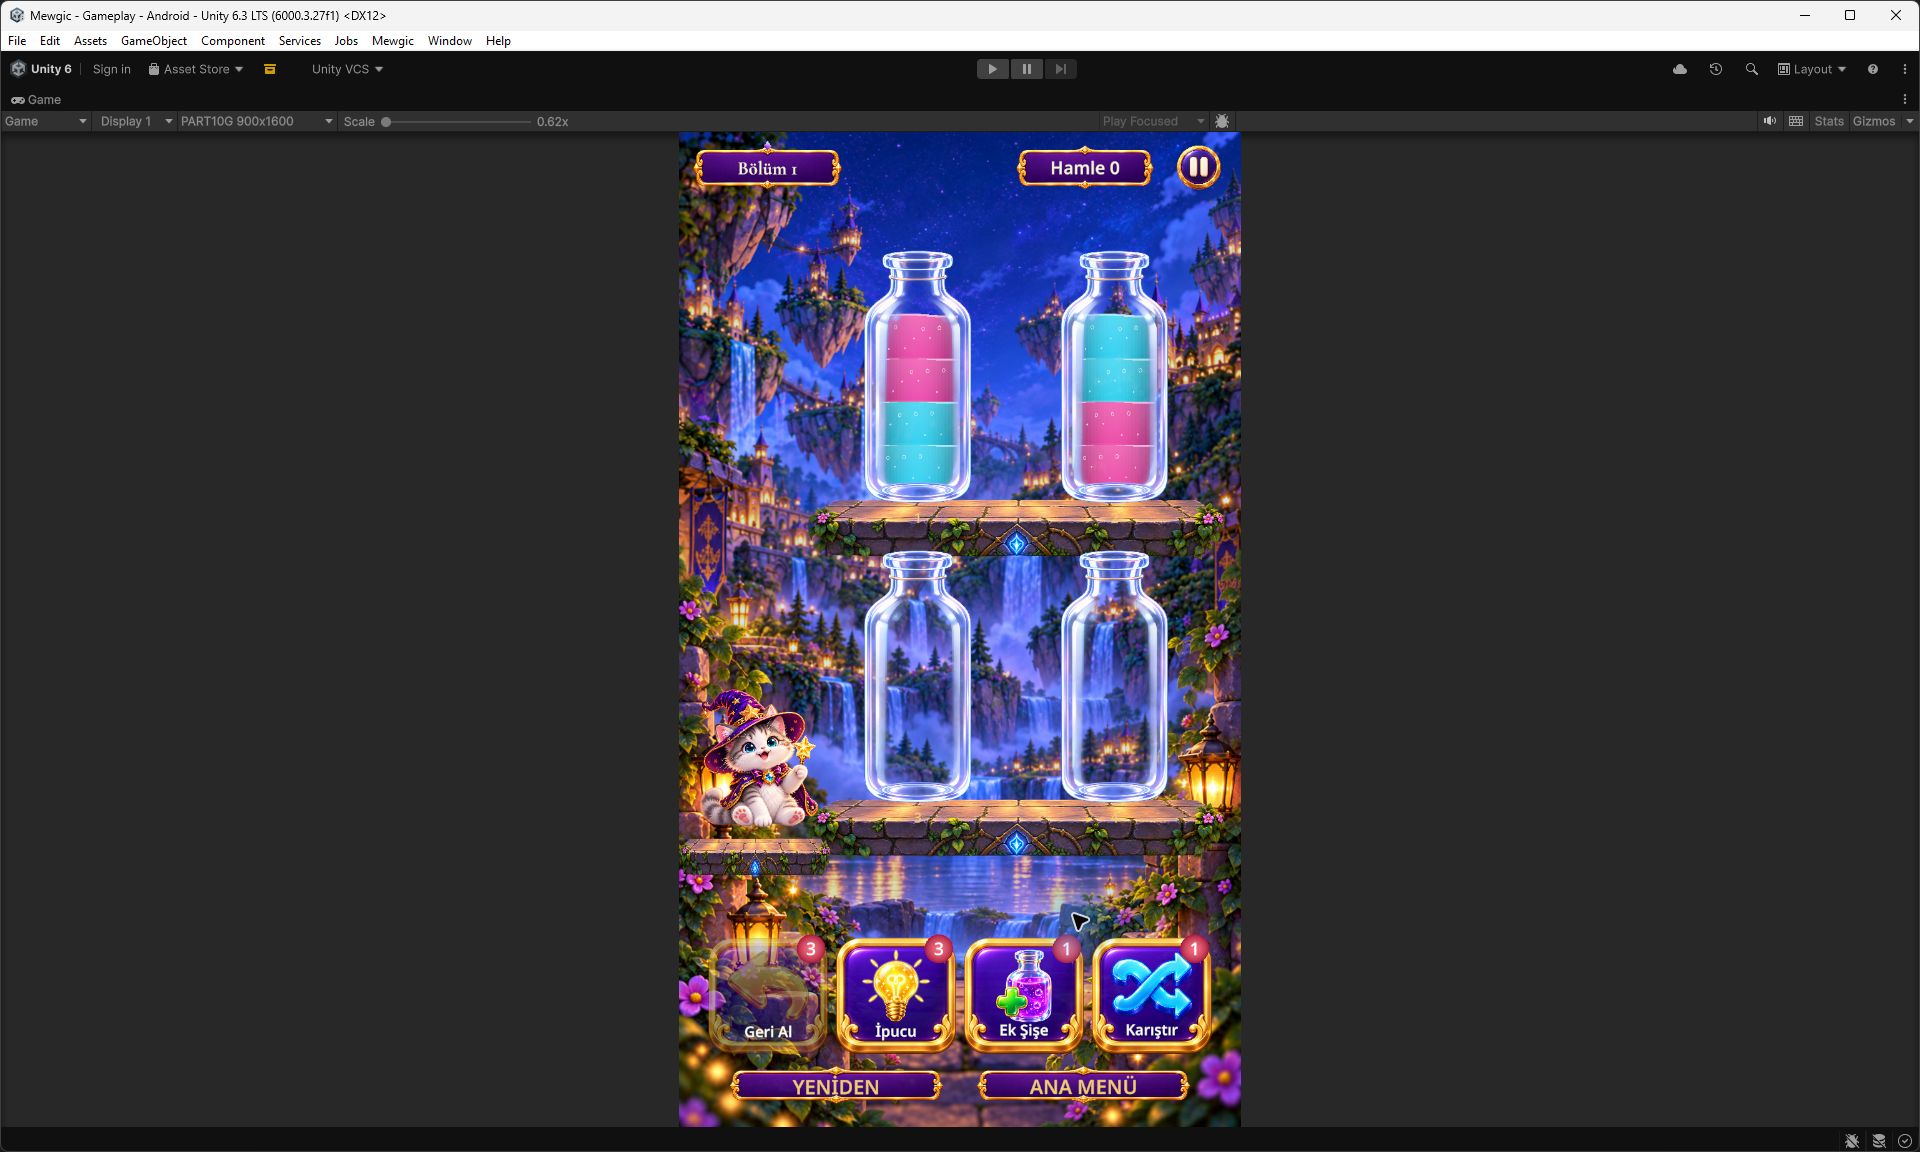 Mewgic - Gameplay - Android - Unity 6.3 LTS (6000.3.27f1) <DX12>
File Edit Assets GameObject Component Services Jobs Mewgic Window Help
Unity 6 Sign in Asset Store Unity VCS Layout
Game
Game Display 1 PART10G 900x1600 Scale 0.62x Play Focused Stats Gizmos
Bölüm 1 Hamle 0
1
3
3 3 1 1
Geri Al İpucu Ek Şişe Karıştır
YENİDEN ANA MENÜ